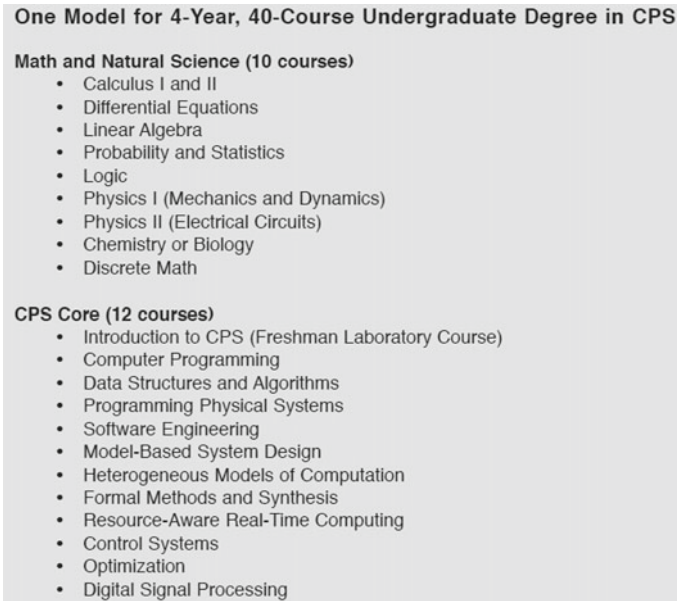 One Model for 4-Year, 40-Course Undergraduate Degree in CPS
Math and Natural Science (10 courses)
• Calculus I and II
• Differential Equations
• Linear Algebra
• Probability and Statistics
• Logic
• Physics I (Mechanics and Dynamics)
• Physics II (Electrical Circuits)
• Chemistry or Biology
• Discrete Math
CPS Core (12 courses)
• Introduction to CPS (Freshman Laboratory Course)
• Computer Programming
• Data Structures and Algorithms
• Programming Physical Systems
• Software Engineering
• Model-Based System Design
• Heterogeneous Models of Computation
• Formal Methods and Synthesis
• Resource-Aware Real-Time Computing
• Control Systems
• Optimization
• Digital Signal Processing